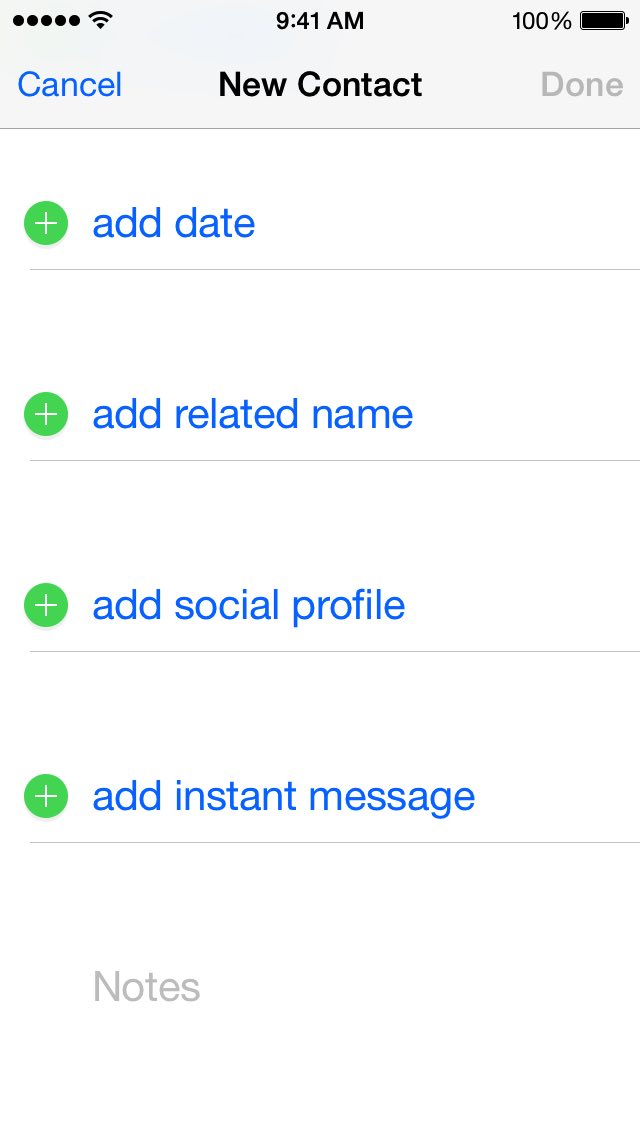 9:41 AM 100%
Cancel New Contact Done
add date
add related name
add social profile
add instant message
Notes